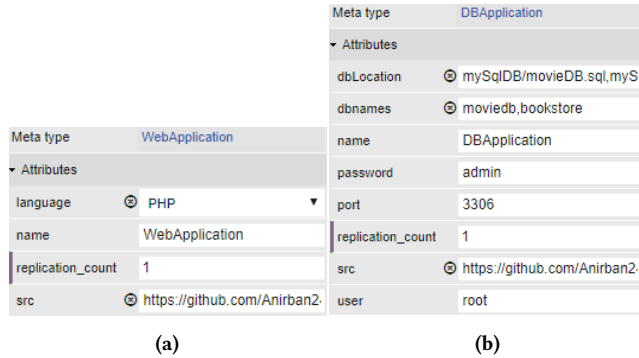 Meta type WebApplication
Attributes
language PHP
name WebApplication
replication_count 1
src https://github.com/Anirban2-
(a)
Meta type DBApplication
Attributes
dbLocation mySqlDB/movieDB.sql,myS
dbnames moviedb,bookstore
name DBApplication
password admin
port 3306
replication_count 1
src https://github.com/Anirban2-
user root
(b)